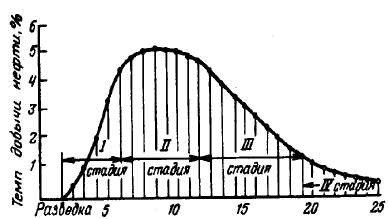 Темп добычи нефти, %
6
5
4
3
2
1
I
стадия
II
стадия
III
стадия
IV стадия
Разведка 5 10 15 20 25